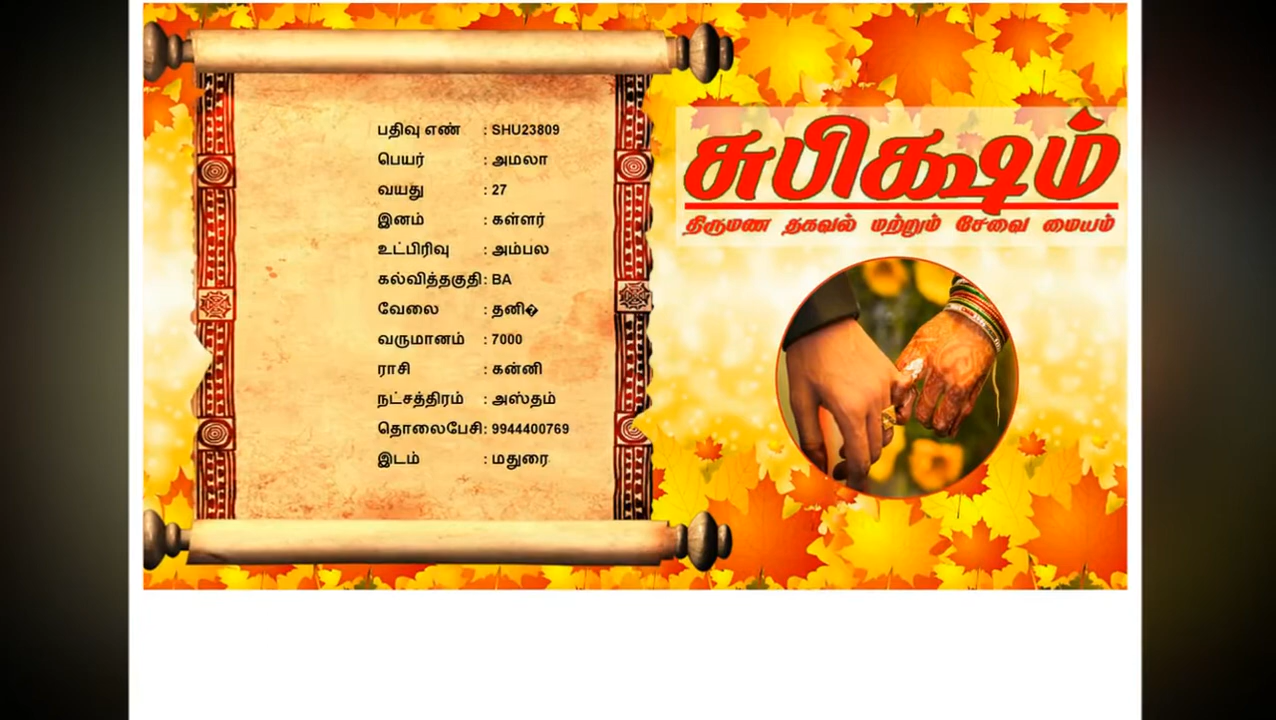 பதிவு எண் : SHU23809
பெயர் : அமலா
வயது : 27
இனம் : கள்ளர்
உட்பிரிவு : அம்பல
கல்வித்தகுதி : BA
வேலை : தனி�
வருமானம் : 7000
ராசி : கன்னி
நட்சத்திரம் : அஸ்தம்
தொலைபேசி : 9944400769
இடம் : மதுரை
சுபிக்ஷம்
திருமண தகவல் மற்றும் சேவை மையம்